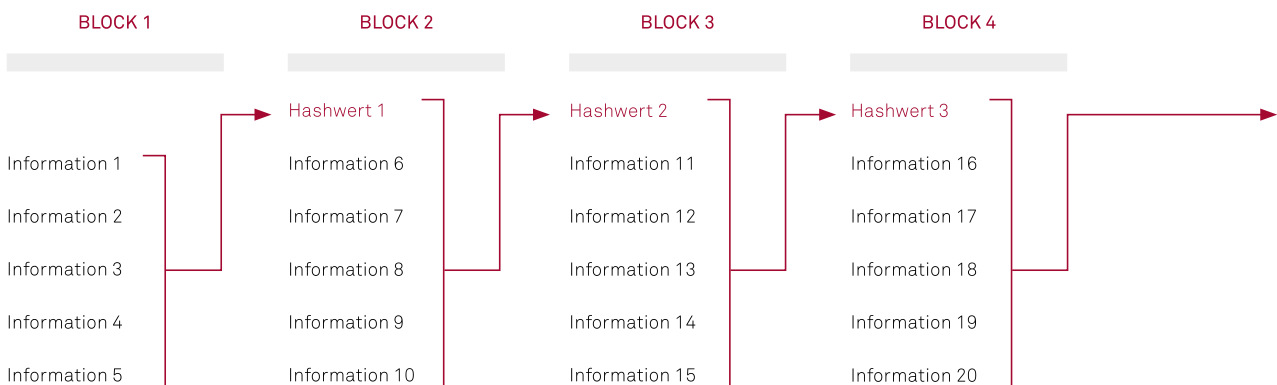 BLOCK 1
Information 1
Information 2
Information 3
Information 4
Information 5
BLOCK 2
Hashwert 1
Information 6
Information 7
Information 8
Information 9
Information 10
BLOCK 3
Hashwert 2
Information 11
Information 12
Information 13
Information 14
Information 15
BLOCK 4
Hashwert 3
Information 16
Information 17
Information 18
Information 19
Information 20